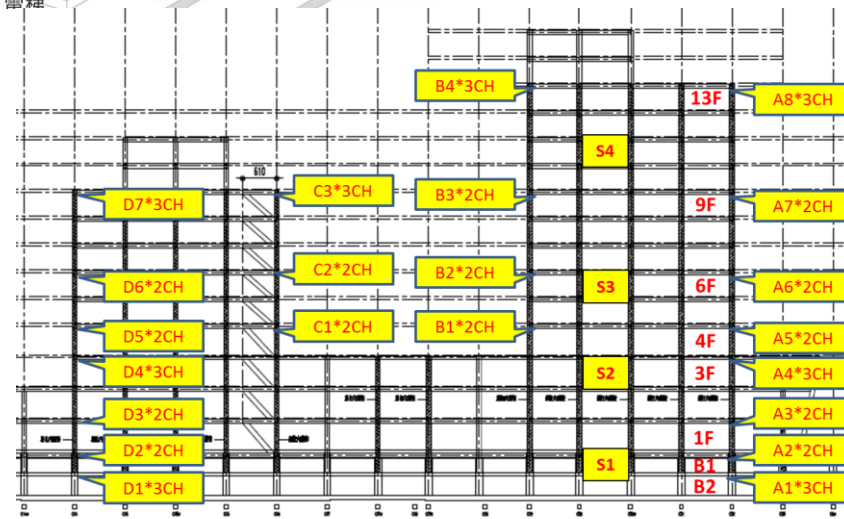 電梯
B4*3CH
13F
A8*3CH
S4
610
D7*3CH
C3*3CH
B3*2CH
9F
A7*2CH
D6*2CH
C2*2CH
B2*2CH
S3
6F
A6*2CH
D5*2CH
C1*2CH
B1*2CH
4F
A5*2CH
D4*3CH
S2
3F
A4*3CH
D3*2CH
A3*2CH
1F
D2*2CH
A2*2CH
S1
B1
D1*3CH
B2
A1*3CH